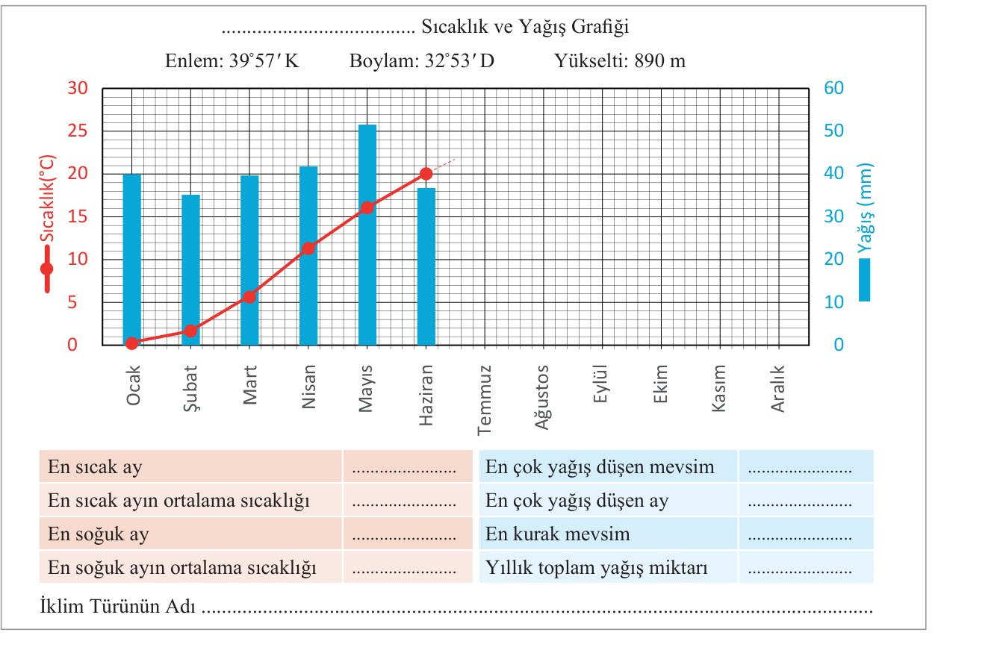 ..................................... Sıcaklık ve Yağış Grafiği
Enlem: 39°57′K Boylam: 32°53′D Yükselti: 890 m
30
25
20
15
10
5
0
Sıcaklık(°C)
60
50
40
30
20
10
0
Yağış (mm)
Ocak
Şubat
Mart
Nisan
Mayıs
Haziran
Temmuz
Ağustos
Eylül
Ekim
Kasım
Aralık
En sıcak ay .......................
En sıcak ayın ortalama sıcaklığı .......................
En soğuk ay .......................
En soğuk ayın ortalama sıcaklığı .......................
En çok yağış düşen mevsim .......................
En çok yağış düşen ay .......................
En kurak mevsim .......................
Yıllık toplam yağış miktarı .......................
İklim Türünün Adı ...................................................................................................................................